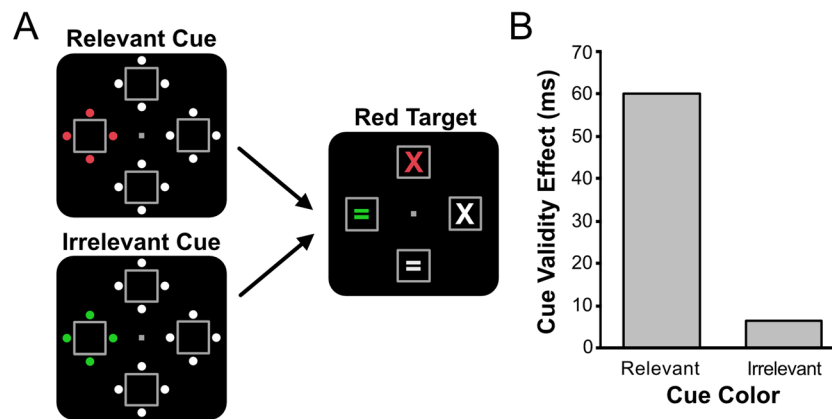 A
Relevant Cue
Irrelevant Cue
Red Target
X
=
X
=
B
Cue Validity Effect (ms)
70
60
50
40
30
20
10
0
Relevant
Irrelevant
Cue Color